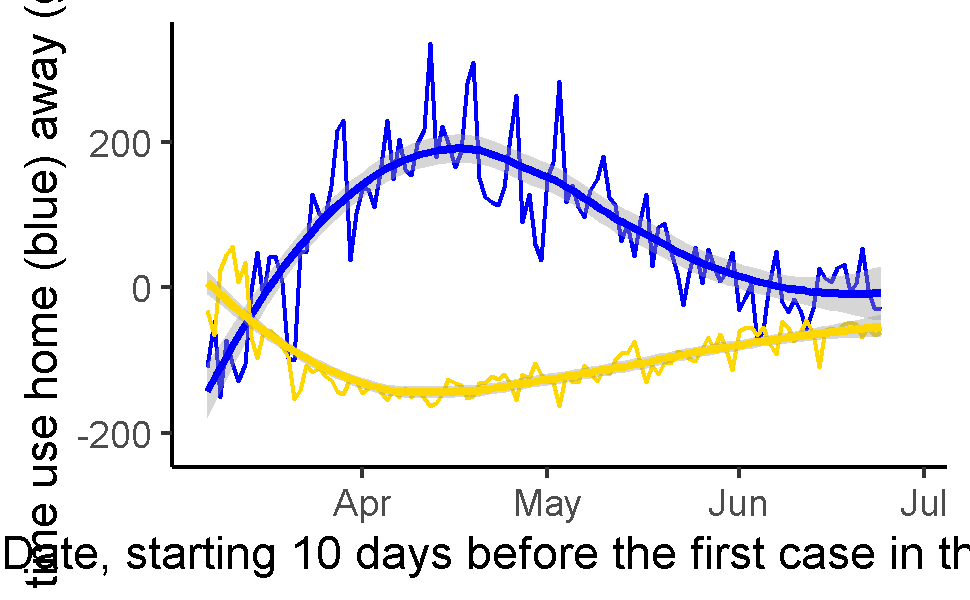 time use home (blue) away (
200
0
-200
Apr May Jun Jul
Date, starting 10 days before the first case in th